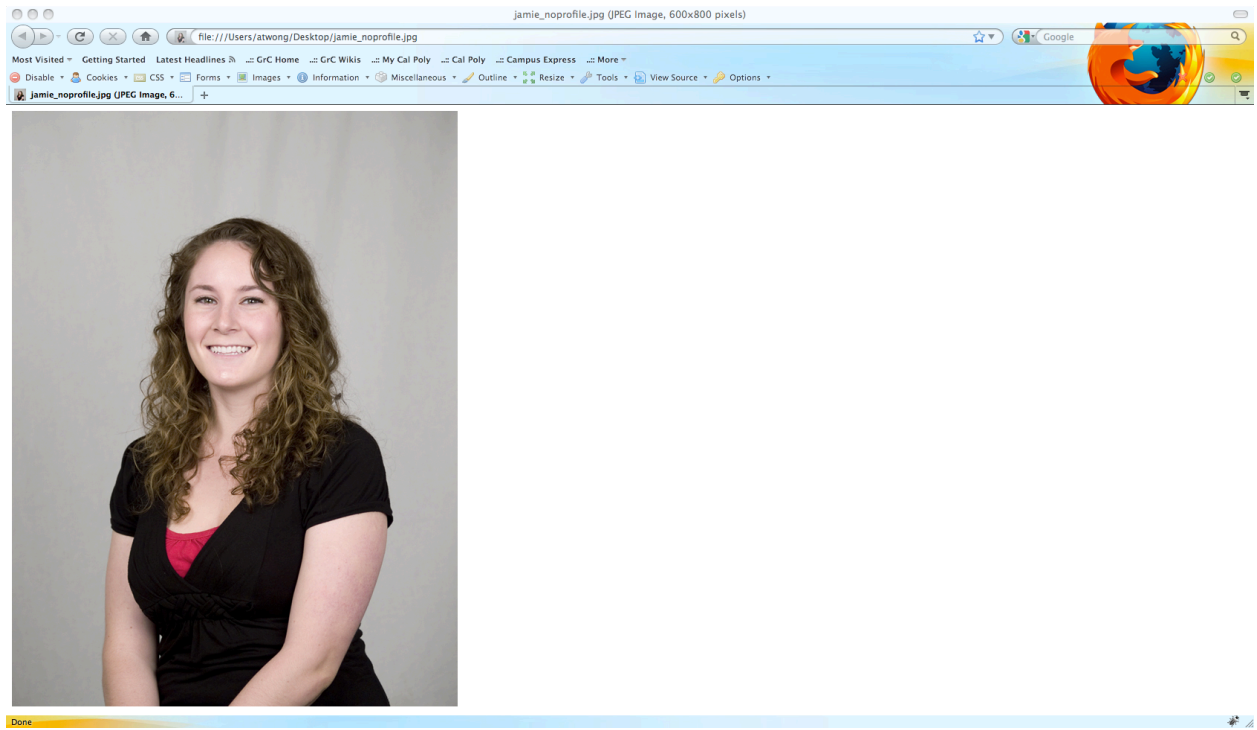 jamie_noprofile.jpg (JPEG Image, 600x800 pixels)
file:///Users/atwong/Desktop/jamie_noprofile.jpg Google
Most Visited Getting Started Latest Headlines ..:: GrC Home ..:: GrC Wikis ..:: My Cal Poly ..:: Cal Poly ..:: Campus Express ..:: More
Disable Cookies CSS Forms Images Information Miscellaneous Outline Resize Tools View Source Options
jamie_noprofile.jpg (JPEG Image, 6...
Done